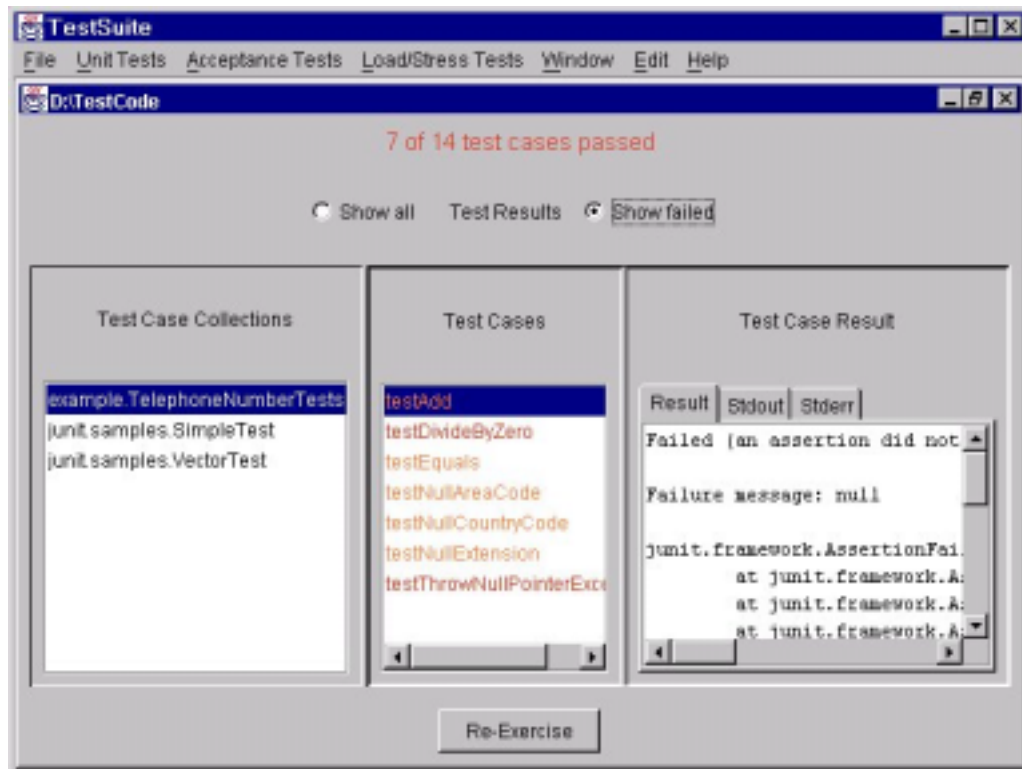 TestSuite
File Unit Tests Acceptance Tests Load/Stress Tests Window Edit Help
D:\TestCode
7 of 14 test cases passed
Show all Test Results Show failed
Test Case Collections
example.TelephoneNumberTests
junit.samples.SimpleTest
junit.samples.VectorTest
Test Cases
testAdd
testDivideByZero
testEquals
testNullAreaCode
testNullCountryCode
testNullExtension
testThrowNullPointerExce
Test Case Result
Result Stdout Stderr
Failed (an assertion did not
Failure message: null
junit.framework.AssertionFai
at junit.framework.A
at junit.framework.A
at junit.framework.A
Re-Exercise